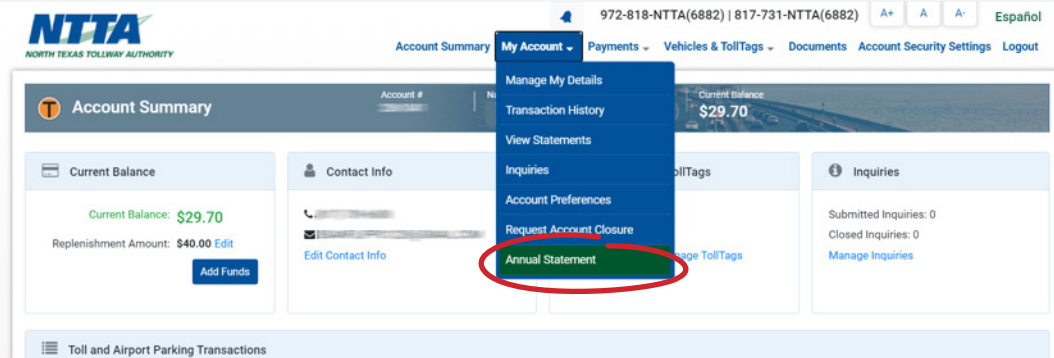 NTTA
NORTH TEXAS TOLLWAY AUTHORITY
972-818-NTTA(6882) | 817-731-NTTA(6882)
A+ A A- Español
Account Summary My Account Payments Vehicles & TollTags Documents Account Security Settings Logout
Manage My Details
Transaction History
View Statements
Inquiries
Account Preferences
Request Account Closure
Annual Statement
Account Summary
Account #
Current Balance
$29.70
Current Balance
Current Balance: $29.70
Replenishment Amount: $40.00 Edit
Add Funds
Contact Info
Edit Contact Info
TollTags
Inquiries
Submitted Inquiries: 0
Closed Inquiries: 0
Manage Inquiries
Toll and Airport Parking Transactions